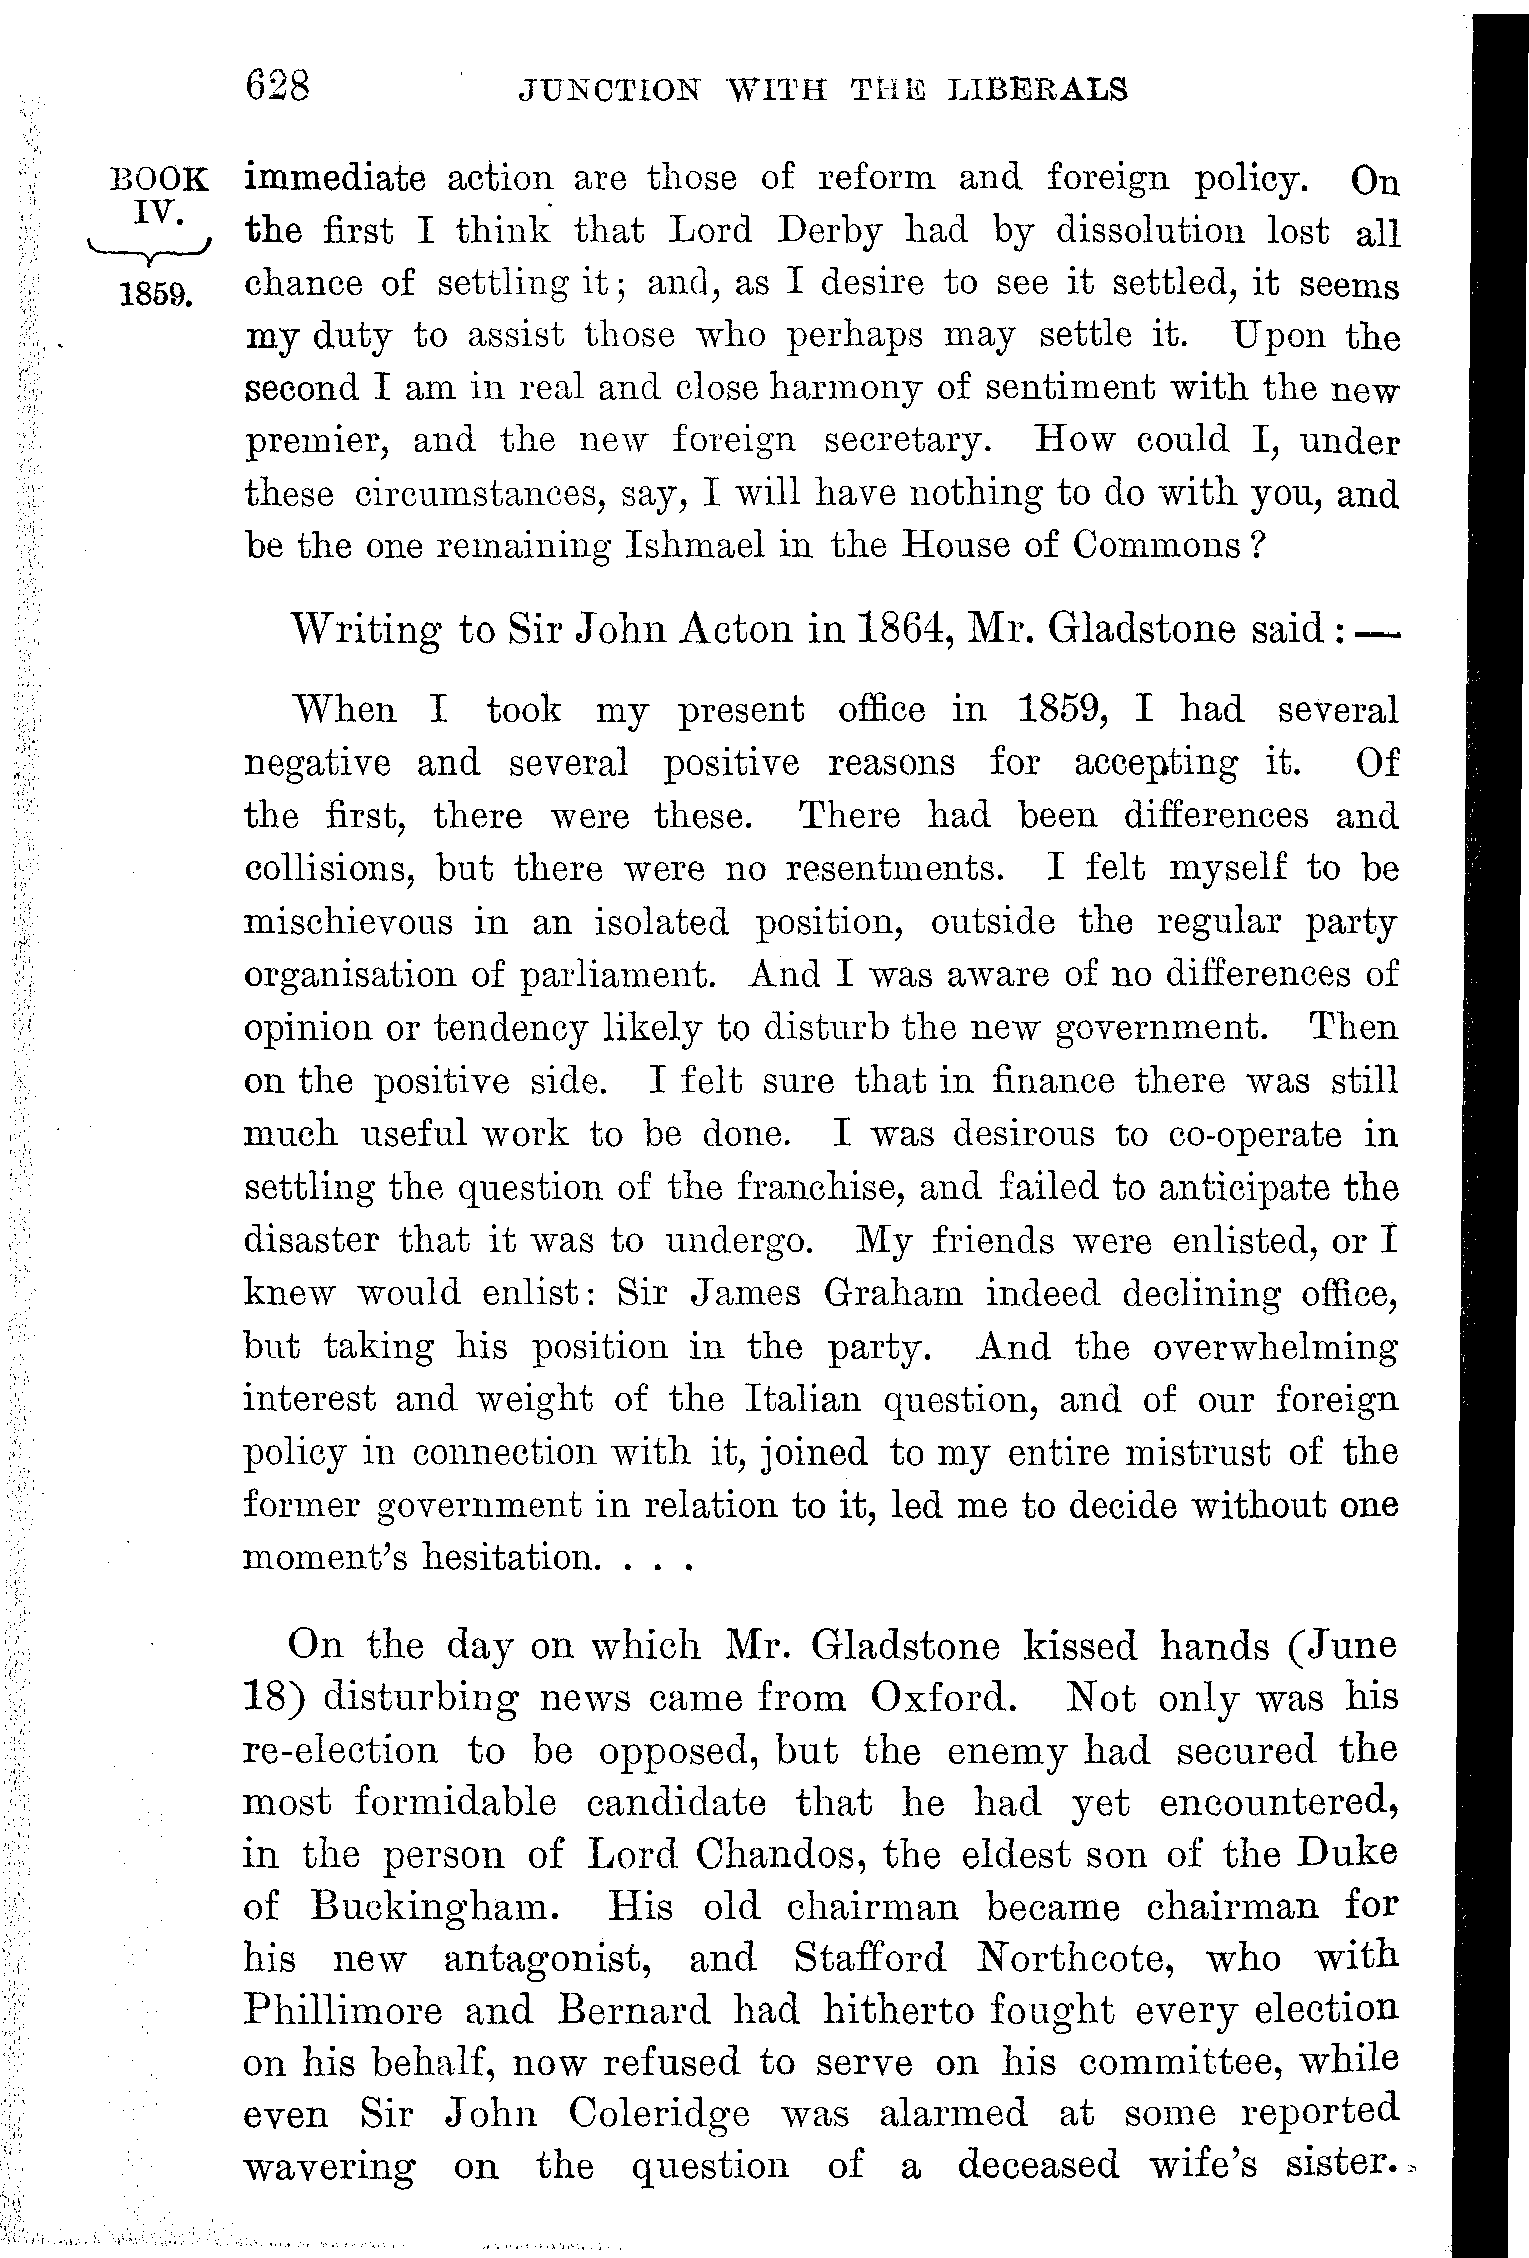 628 JUNCTION WITH THE LIBERALS
BOOK
IV.
1859.
immediate action are those of reform and foreign policy. On
the first I think that Lord Derby had by dissolution lost all
chance of settling it; and, as I desire to see it settled, it seems
my duty to assist those who perhaps may settle it. Upon the
second I am in real and close harmony of sentiment with the new
premier, and the new foreign secretary. How could I, under
these circumstances, say, I will have nothing to do with you, and
be the one remaining Ishmael in the House of Commons?
Writing to Sir John Acton in 1864, Mr. Gladstone said:—
When I took my present office in 1859, I had several
negative and several positive reasons for accepting it. Of
the first, there were these. There had been differences and
collisions, but there were no resentments. I felt myself to be
mischievous in an isolated position, outside the regular party
organisation of parliament. And I was aware of no differences of
opinion or tendency likely to disturb the new government. Then
on the positive side. I felt sure that in finance there was still
much useful work to be done. I was desirous to co-operate in
settling the question of the franchise, and failed to anticipate the
disaster that it was to undergo. My friends were enlisted, or I
knew would enlist: Sir James Graham indeed declining office,
but taking his position in the party. And the overwhelming
interest and weight of the Italian question, and of our foreign
policy in connection with it, joined to my entire mistrust of the
former government in relation to it, led me to decide without one
moment's hesitation. . . .
On the day on which Mr. Gladstone kissed hands (June
18) disturbing news came from Oxford. Not only was his
re-election to be opposed, but the enemy had secured the
most formidable candidate that he had yet encountered,
in the person of Lord Chandos, the eldest son of the Duke
of Buckingham. His old chairman became chairman for
his new antagonist, and Stafford Northcote, who with
Phillimore and Bernard had hitherto fought every election
on his behalf, now refused to serve on his committee, while
even Sir John Coleridge was alarmed at some reported
wavering on the question of a deceased wife's sister.